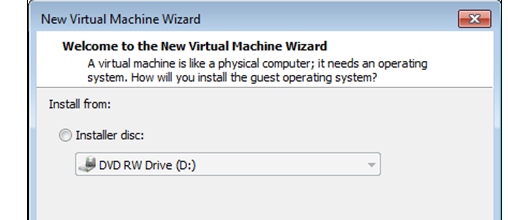 New Virtual Machine Wizard
Welcome to the New Virtual Machine Wizard
A virtual machine is like a physical computer; it needs an operating
system. How will you install the guest operating system?
Install from:
Installer disc:
DVD RW Drive (D:)